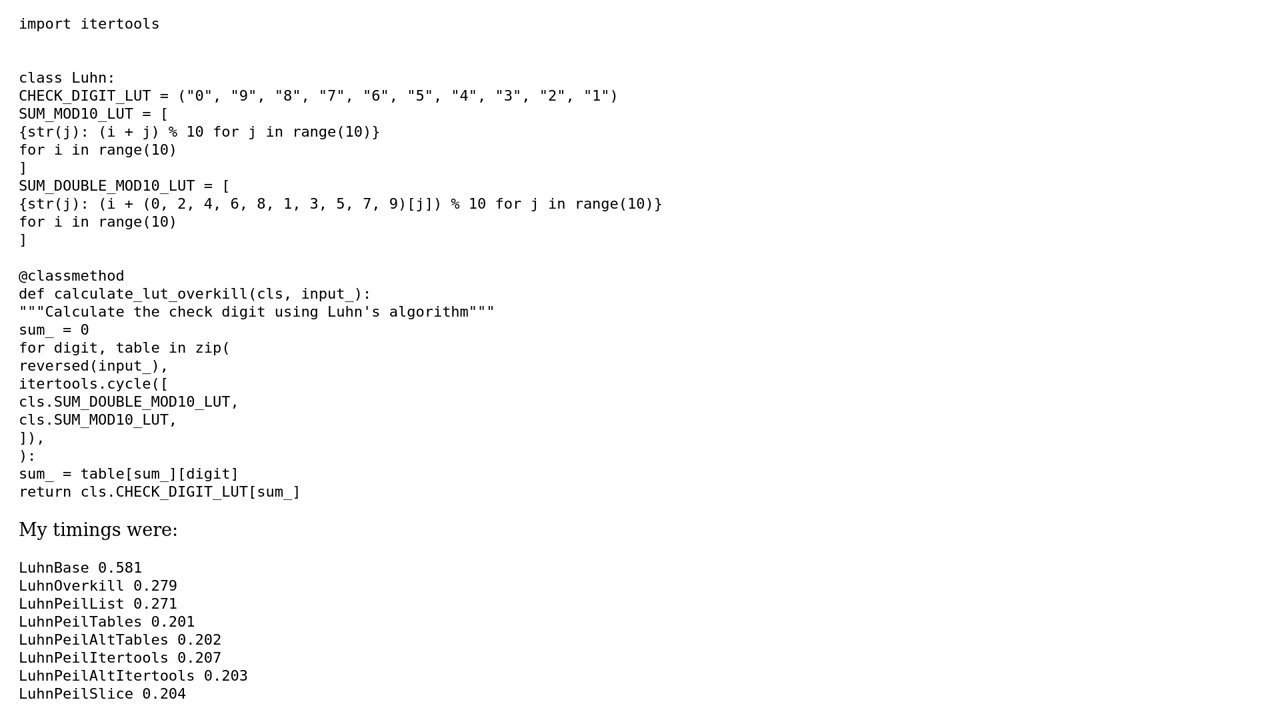 import itertools
class Luhn:
CHECK_DIGIT_LUT = ("0", "9", "8", "7", "6", "5", "4", "3", "2", "1")
SUM_MOD10_LUT = [
{str(j): (i + j) % 10 for j in range(10)}
for i in range(10)
]
SUM_DOUBLE_MOD10_LUT = [
{str(j): (i + (0, 2, 4, 6, 8, 1, 3, 5, 7, 9)[j]) % 10 for j in range(10)}
for i in range(10)
]
@classmethod
def calculate_lut_overkill(cls, input_):
"""Calculate the check digit using Luhn's algorithm"""
sum_ = 0
for digit, table in zip(
reversed(input_),
itertools.cycle([
cls.SUM_DOUBLE_MOD10_LUT,
cls.SUM_MOD10_LUT,
]),
):
sum_ = table[sum_][digit]
return cls.CHECK_DIGIT_LUT[sum_]
My timings were:
LuhnBase 0.581
LuhnOverkill 0.279
LuhnPeilList 0.271
LuhnPeilTables 0.201
LuhnPeilAltTables 0.202
LuhnPeilItertools 0.207
LuhnPeilAltItertools 0.203
LuhnPeilSlice 0.204